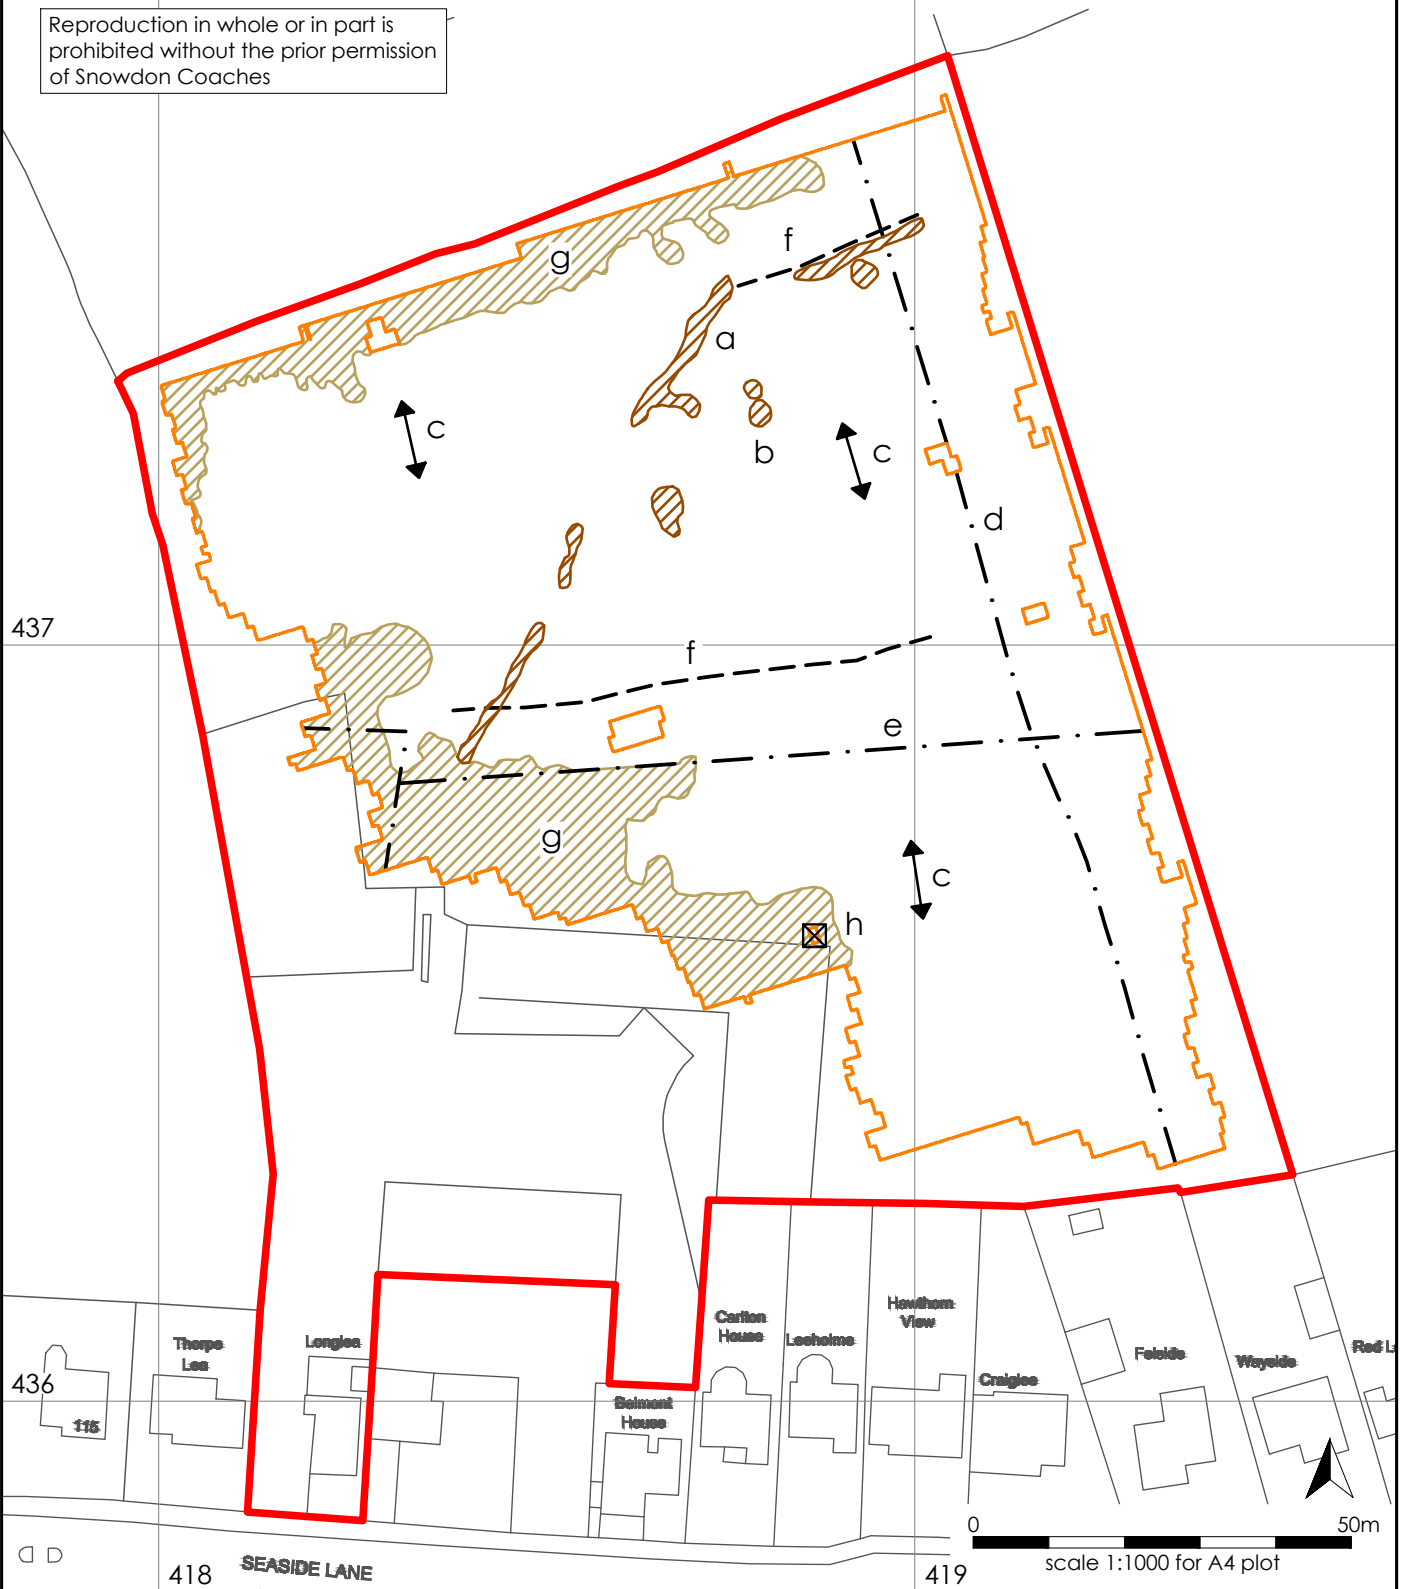 Reproduction in whole or in part is
prohibited without the prior permission
of Snowdon Coaches
g
f
a
c
b
c
d
437
f
e
g
c
h
Thorpe
Lea
Longlea
Carlton
House
Leeholme
Hawthorn
View
Craiglea
Felside
Wayside
Red L
436
115
Belmont
House
0
50m
scale 1:1000 for A4 plot
418
SEASIDE LANE
419